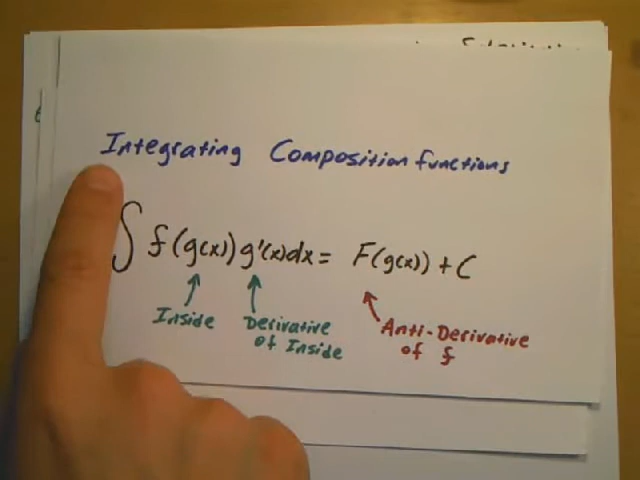 Integrating Composition functions
∫ f(g(x)) g'(x)dx = F(g(x)) + C
Inside Derivative of Inside
Anti-Derivative of f